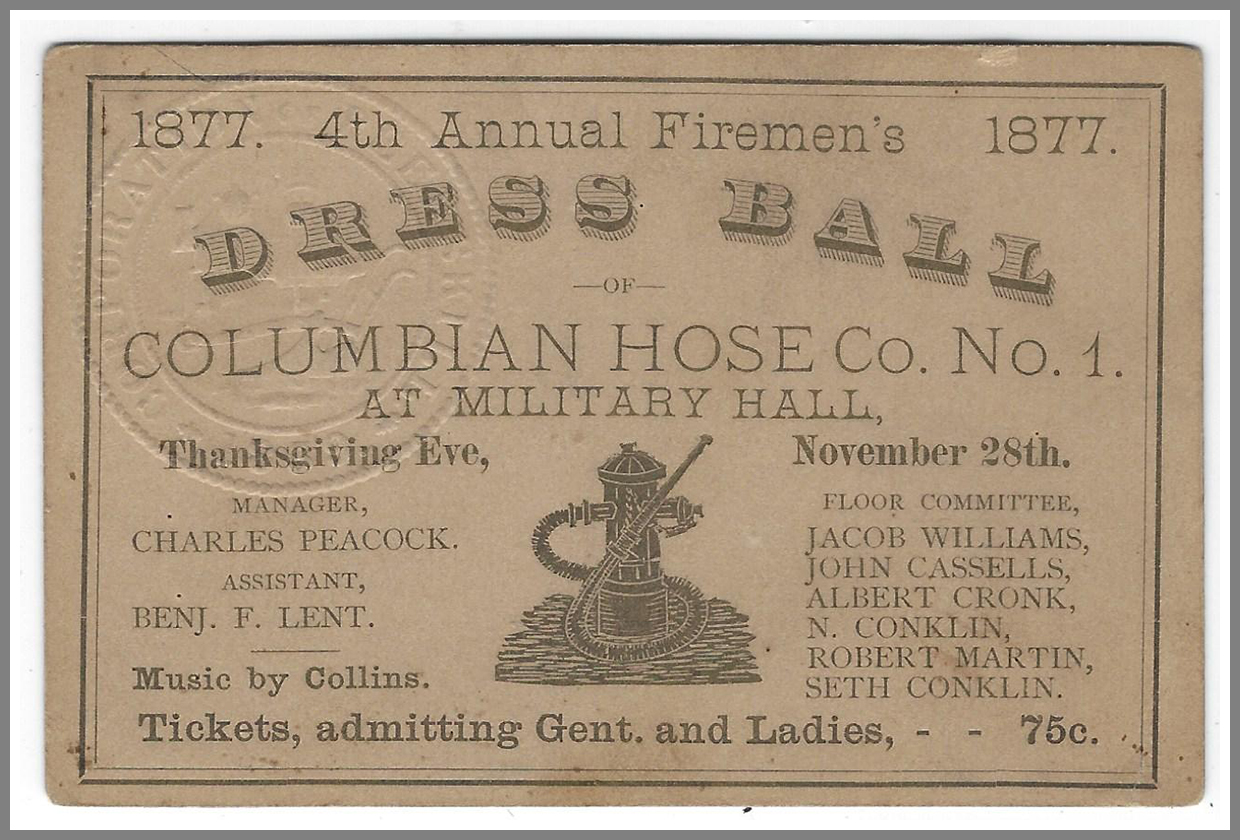 1877. 4th Annual Firemen's 1877.
DRESS BALL
—OF—
COLUMBIAN HOSE Co. No. 1.
AT MILITARY HALL,
Thanksgiving Eve, November 28th.
MANAGER,
CHARLES PEACOCK.
ASSISTANT,
BENJ. F. LENT.
Music by Collins.
FLOOR COMMITTEE,
JACOB WILLIAMS,
JOHN CASSELLS,
ALBERT CRONK,
N. CONKLIN,
ROBERT MARTIN,
SETH CONKLIN.
Tickets, admitting Gent. and Ladies, - - 75c.